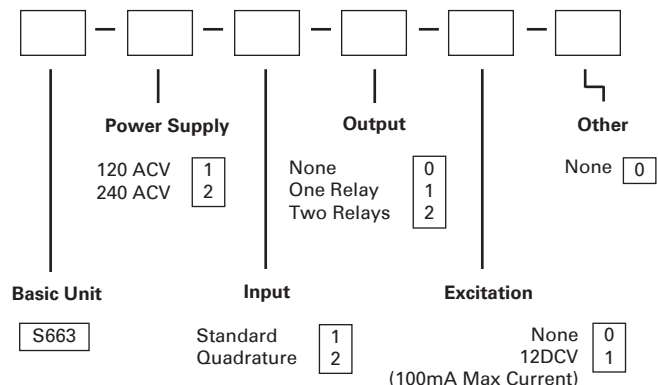 Power Supply
120 ACV 1
240 ACV 2
Output
None 0
One Relay 1
Two Relays 2
Other
None 0
Basic Unit
S663
Input
Standard 1
Quadrature 2
Excitation
None 0
12DCV 1
(100mA Max Current)